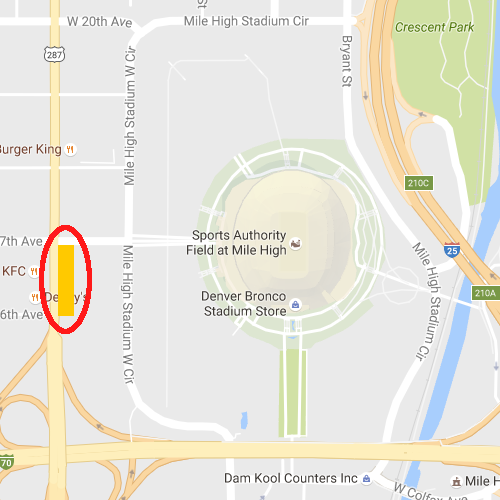 W 20th Ave
Mile High Stadium Cir
St
Crescent Park
287
Mile High Stadium W Cir
Bryant St
Burger King
210C
7th Ave
Sports Authority
Field at Mile High
25
KFC
Mile High Stadium W Cir
Mile High Stadium Cir
210A
6th Ave
Denver Bronco
Stadium Store
70
Dam Kool Counters Inc
W Colfax Av
Mile H